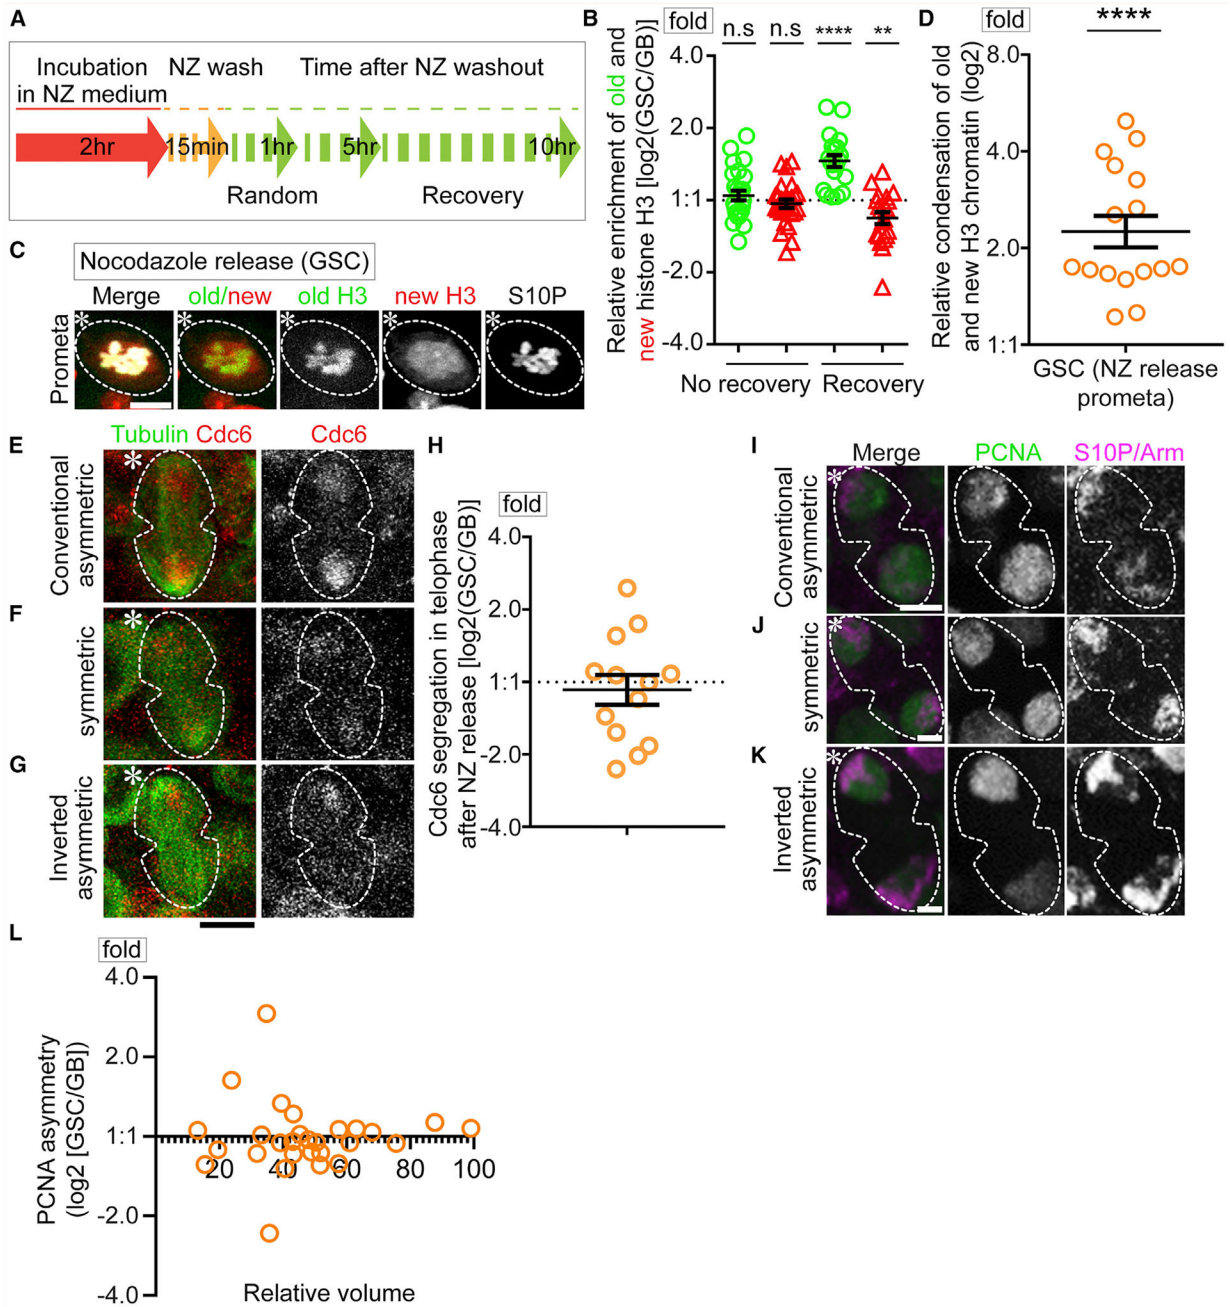 A
Incubation
in NZ medium
NZ wash
Time after NZ washout
2hr
15min
1hr
5hr
10hr
Random
Recovery
B
fold
n.s
n.s
****
**
Relative enrichment of old and
new histone H3 [log2(GSC/GB)]
4.0
2.0
1:1
-2.0
-4.0
No recovery
Recovery
D
fold
****
Relative condensation of old
and new H3 chromatin (log2)
8.0
4.0
2.0
1:1
GSC (NZ release
prometa)
C
Nocodazole release (GSC)
Merge
old/new
old H3
new H3
S10P
Prometa
*
*
*
*
*
E
Tubulin Cdc6
Cdc6
Conventional
asymmetric
*
F
symmetric
*
G
Inverted
asymmetric
*
H
fold
Cdc6 segregation in telophase
after NZ release [log2(GSC/GB)]
4.0
2.0
1:1
-2.0
-4.0
I
Merge
PCNA
S10P/Arm
Conventional
asymmetric
*
J
symmetric
*
K
Inverted
asymmetric
*
L
fold
PCNA asymmetry
(log2 [GSC/GB])
4.0
2.0
1:1
-2.0
-4.0
20
40
60
80
100
Relative volume